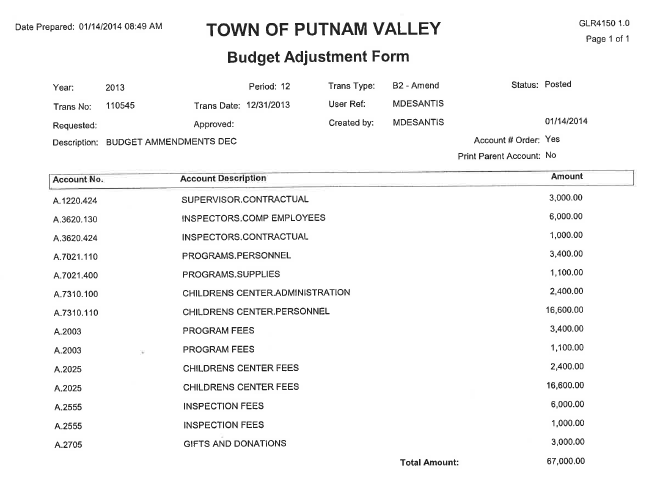 Date Prepared: 01/14/2014 08:49 AM TOWN OF PUTNAM VALLEY GLR4150 1.0
Page 1 of 1
Budget Adjustment Form
Year: 2013 Period: 12 Trans Type: B2 - Amend Status: Posted
Trans No: 110545 Trans Date: 12/31/2013 User Ref: MDESANTIS
Requested: Approved: Created by: MDESANTIS 01/14/2014
Description: BUDGET AMMENDMENTS DEC Account # Order: Yes
Print Parent Account: No
Account No. Account Description Amount
A.1220.424 SUPERVISOR.CONTRACTUAL 3,000.00
A.3620.130 INSPECTORS.COMP EMPLOYEES 6,000.00
A.3620.424 INSPECTORS.CONTRACTUAL 1,000.00
A.7021.110 PROGRAMS.PERSONNEL 3,400.00
A.7021.400 PROGRAMS.SUPPLIES 1,100.00
A.7310.100 CHILDRENS CENTER.ADMINISTRATION 2,400.00
A.7310.110 CHILDRENS CENTER.PERSONNEL 16,600.00
A.2003 PROGRAM FEES 3,400.00
A.2003 PROGRAM FEES 1,100.00
A.2025 CHILDRENS CENTER FEES 2,400.00
A.2025 CHILDRENS CENTER FEES 16,600.00
A.2555 INSPECTION FEES 6,000.00
A.2555 INSPECTION FEES 1,000.00
A.2705 GIFTS AND DONATIONS 3,000.00
Total Amount: 67,000.00